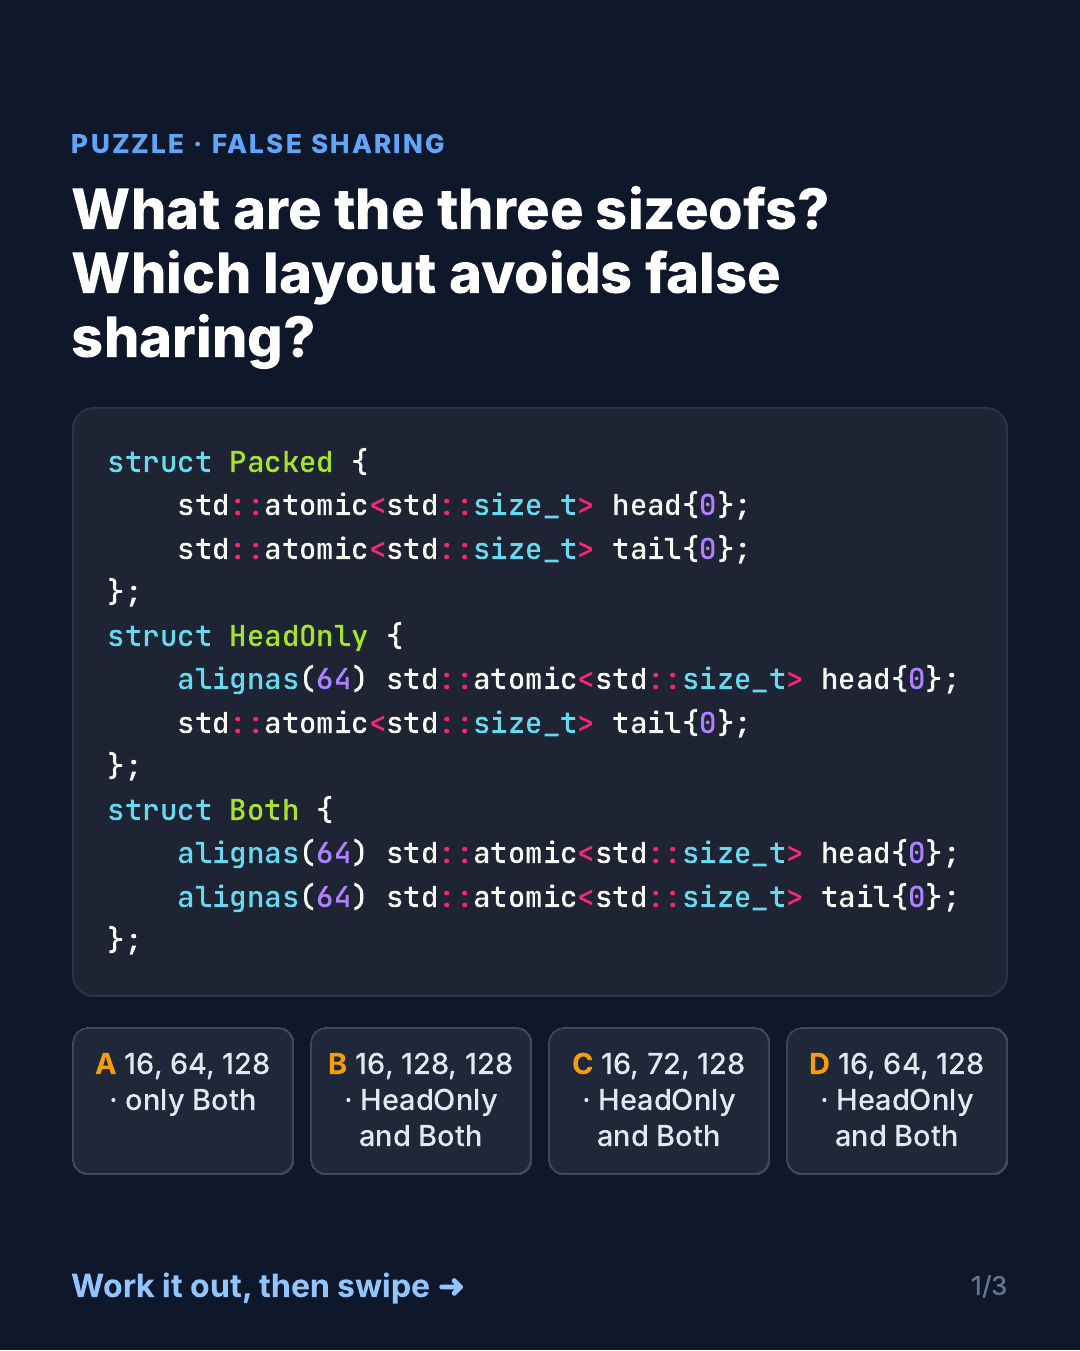 PUZZLE · FALSE SHARING
What are the three sizeofs?
Which layout avoids false
sharing?
struct Packed {
    std::atomic<std::size_t> head{0};
    std::atomic<std::size_t> tail{0};
};
struct HeadOnly {
    alignas(64) std::atomic<std::size_t> head{0};
    std::atomic<std::size_t> tail{0};
};
struct Both {
    alignas(64) std::atomic<std::size_t> head{0};
    alignas(64) std::atomic<std::size_t> tail{0};
};
A 16, 64, 128
· only Both
B 16, 128, 128
· HeadOnly
and Both
C 16, 72, 128
· HeadOnly
and Both
D 16, 64, 128
· HeadOnly
and Both
Work it out, then swipe ➜
1/3